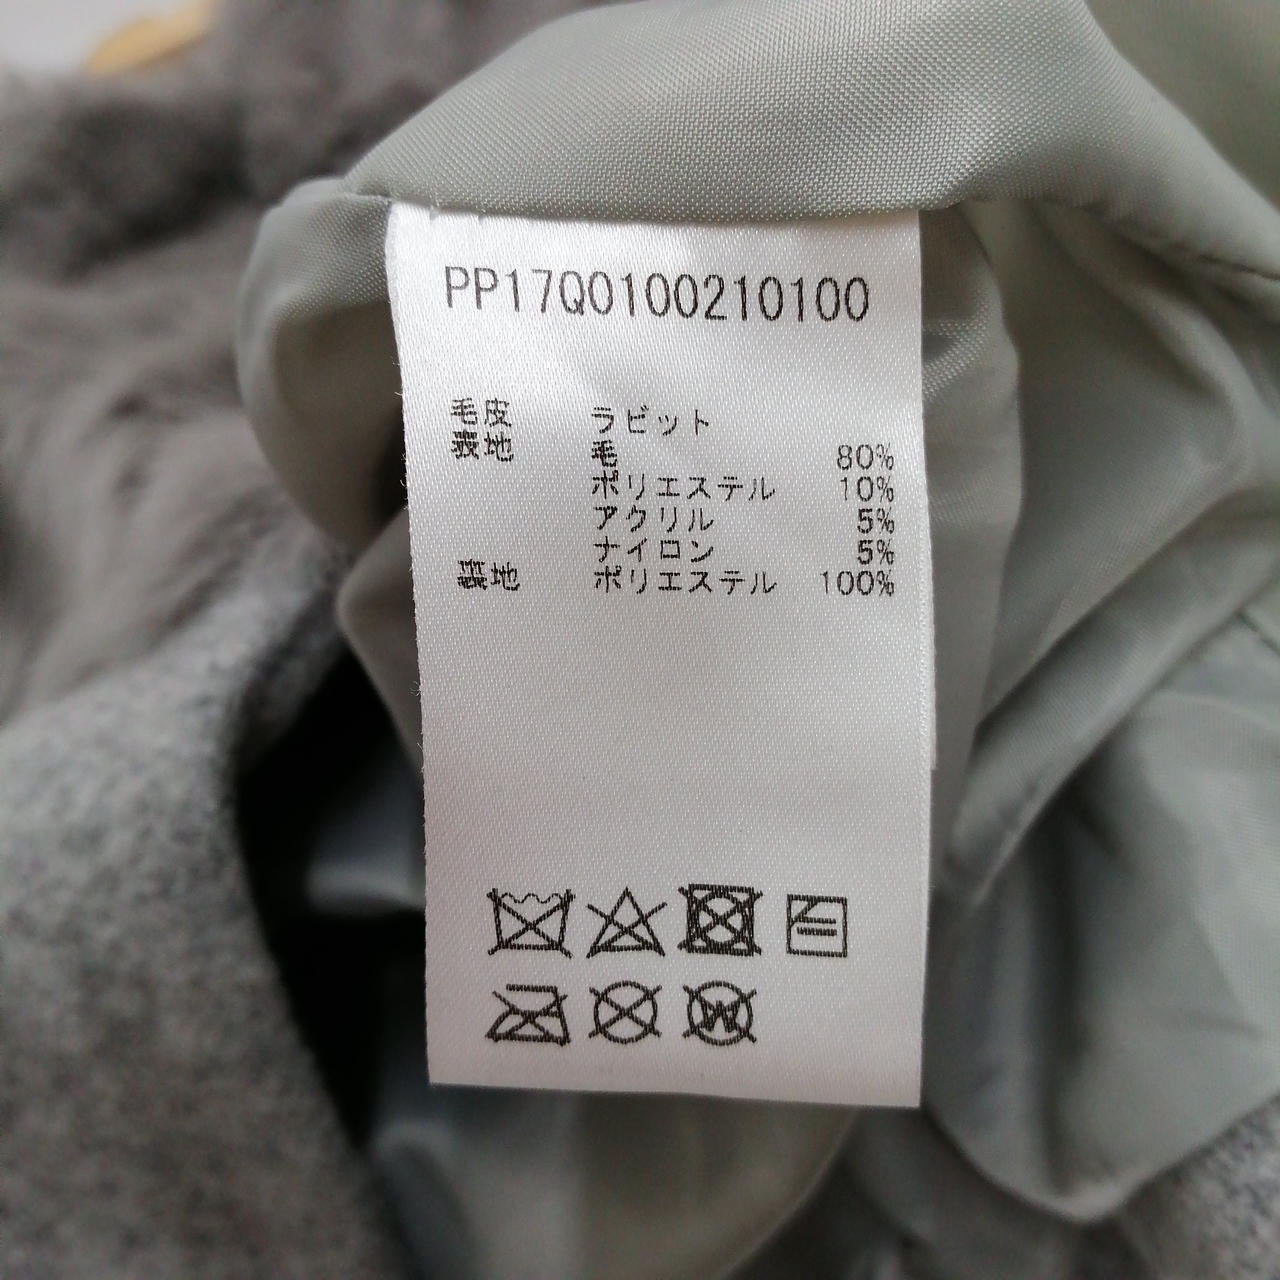 PP17Q0100210100
毛皮 ラビット
表地 毛 80%
ポリエステル 10%
アクリル 5%
ナイロン 5%
裏地 ポリエステル 100%
W